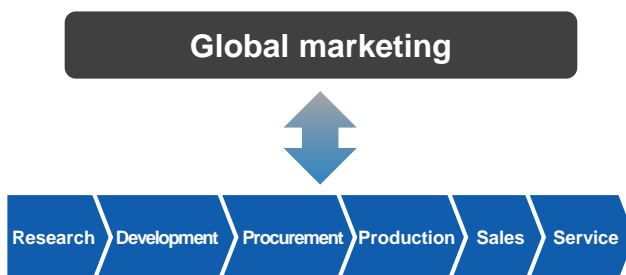 Global marketing
Research Development Procurement Production Sales Service